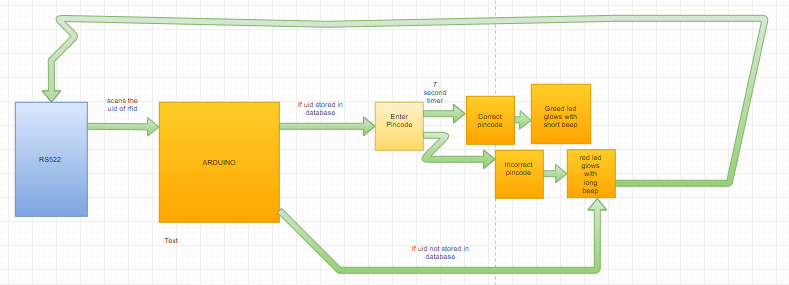 7
second
timer
scans the
uid of rfid
If uid stored in
database
Enter
Pincode
Correct
pincode
Greed led
glows with
short beep
RS522
ARDUINO
Incorrect
pincode
red led
glows
with
long
beep
Text
If uid not stored in
database